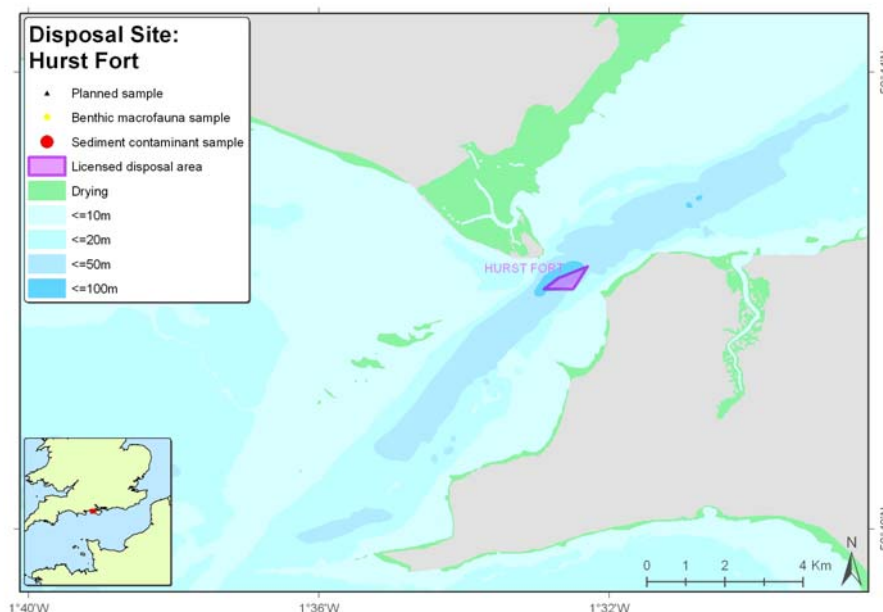 Disposal Site:
Hurst Fort
Planned sample
Benthic macrofauna sample
Sediment contaminant sample
Licensed disposal area
Drying
<=10m
<=20m
<=50m
<=100m
HURST FORT
N
0 1 2 4 Km
1°40'W 1°36'W 1°32'W